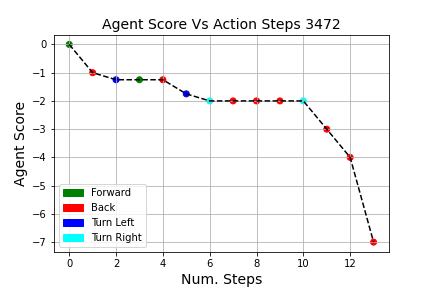 Agent Score Vs Action Steps 3472
0
−1
−2
−3
−4
−5
−6
−7
Agent Score
Forward
Back
Turn Left
Turn Right
0 2 4 6 8 10 12
Num. Steps